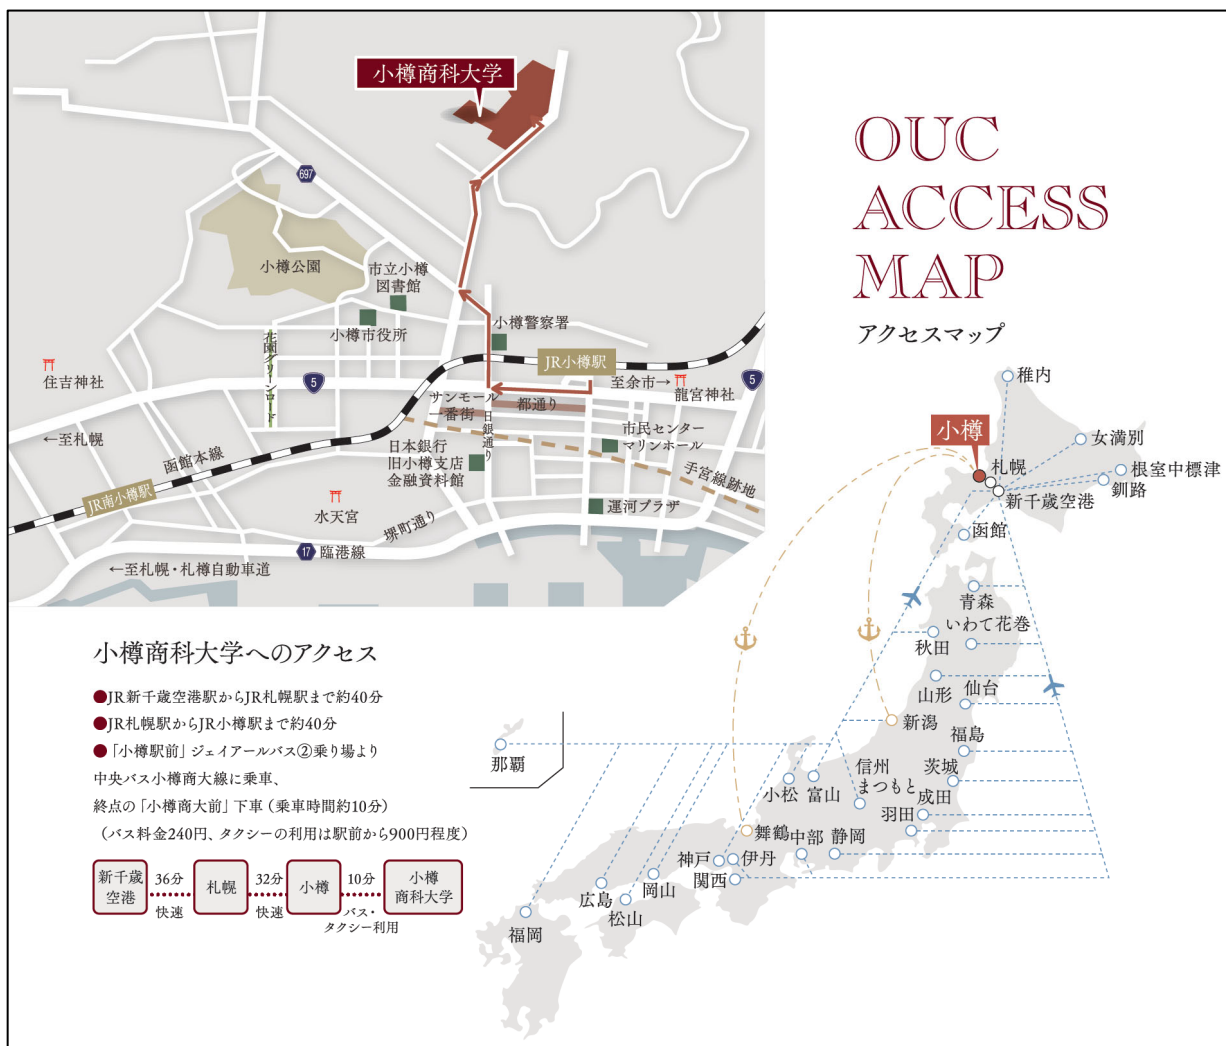 小樽商科大学
697
小樽公園
市立小樽
図書館
小樽市役所
小樽警察署
花園グリーンロード
JR小樽駅
住吉神社
5
至余市→
龍宮神社
5
サンモール
一番街
都通り
日銀通り
←至札幌
函館本線
市民センター
マリンホール
日本銀行
旧小樽支店
金融資料館
手宮線跡地
JR南小樽駅
水天宮
堺町通り
運河プラザ
17
臨港線
←至札幌・札樽自動車道
OUC
ACCESS
MAP
アクセスマップ
稚内
小樽
女満別
札幌
根室中標津
新千歳空港
釧路
函館
青森
いわて花巻
秋田
山形
仙台
新潟
福島
那覇
信州
まつもと
茨城
小松
富山
成田
羽田
舞鶴
中部
静岡
神戸
伊丹
関西
岡山
広島
松山
福岡
小樽商科大学へのアクセス
●JR新千歳空港駅からJR札幌駅まで約40分
●JR札幌駅からJR小樽駅まで約40分
●「小樽駅前」ジェイアールバス②乗り場より
中央バス小樽商大線に乗車、
終点の「小樽商大前」下車（乗車時間約10分）
（バス料金240円、タクシーの利用は駅前から900円程度）
新千歳
空港
36分
快速
札幌
32分
快速
小樽
10分
バス・
タクシー利用
小樽
商科大学